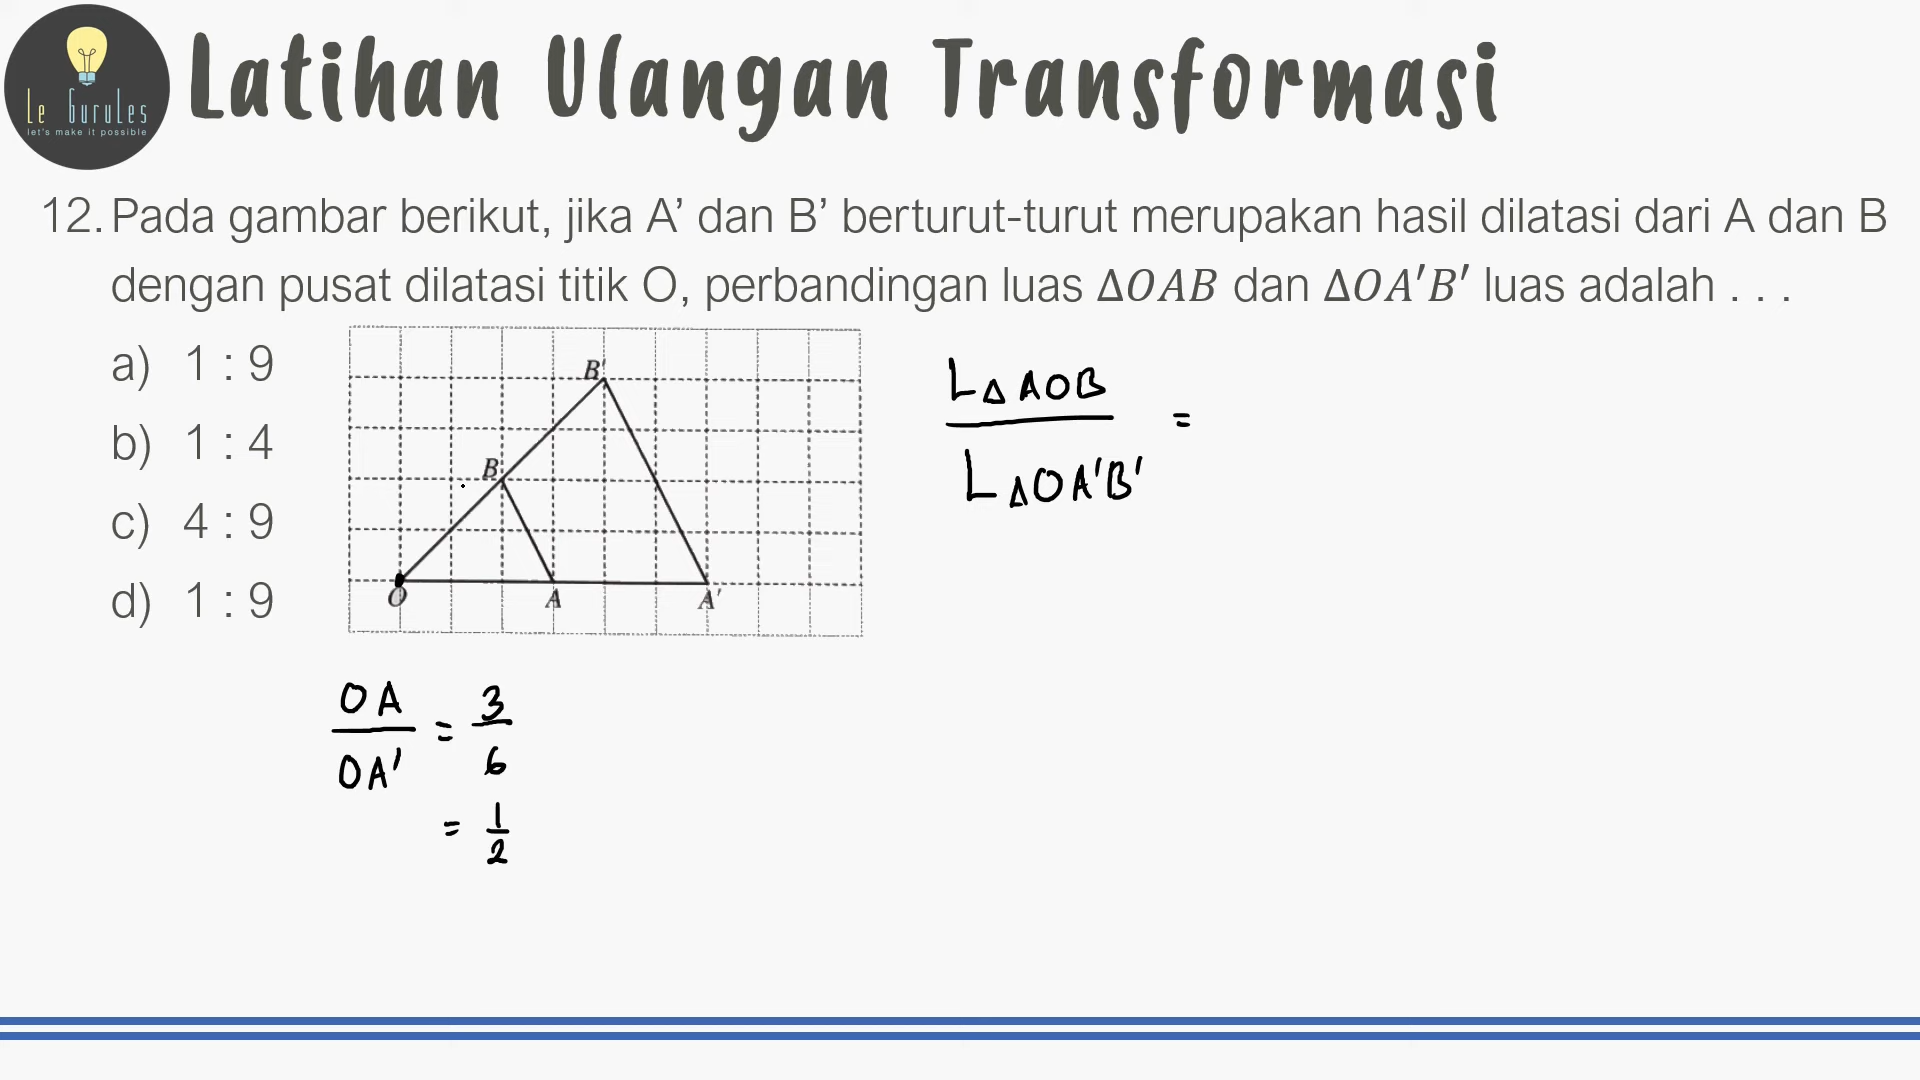 Le GuruLes
let's make it possible
Latihan Ulangan Transformasi
12. Pada gambar berikut, jika A’ dan B’ berturut-turut merupakan hasil dilatasi dari A dan B
dengan pusat dilatasi titik O, perbandingan luas ΔOAB dan ΔOA′B′ luas adalah . . .
a) 1 : 9
b) 1 : 4
c) 4 : 9
d) 1 : 9
B'
B
O A A'
L△AOB
=
L△OA'B'
OA = 3
OA' 6
= 1
2